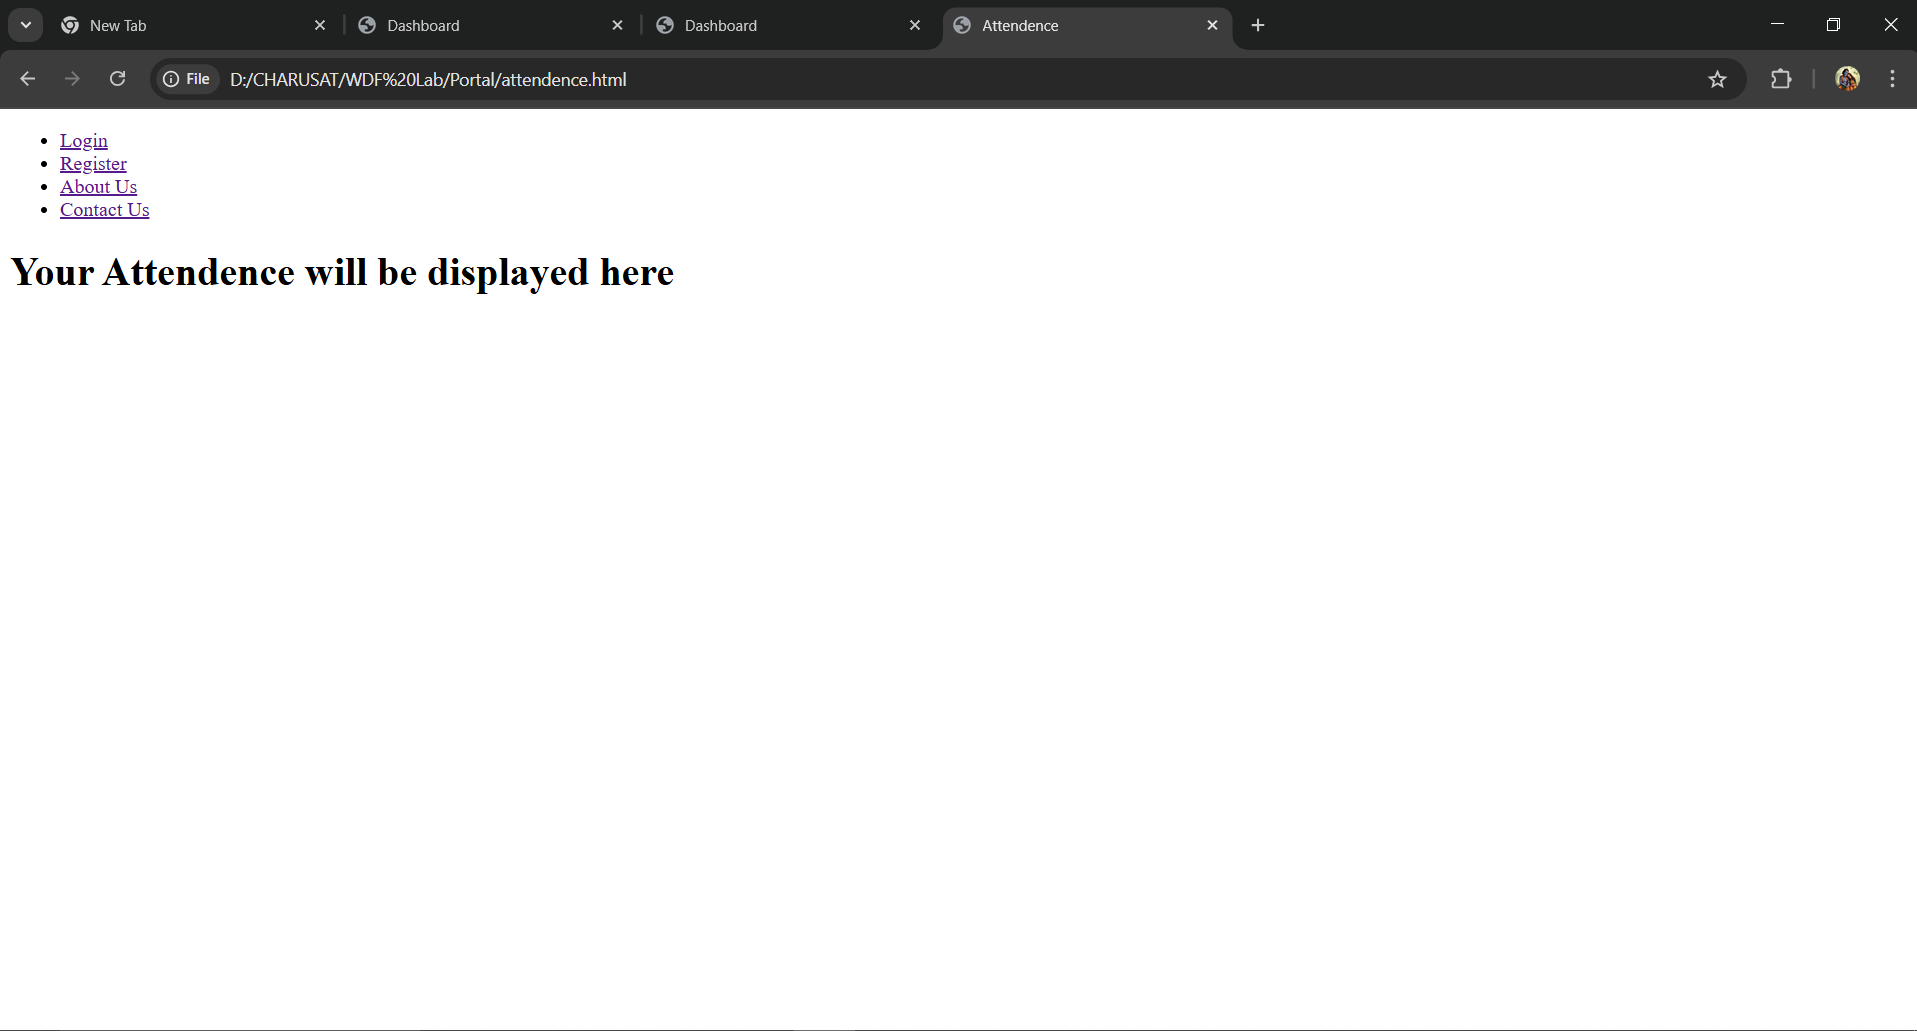 New Tab
Dashboard
Dashboard
Attendence
File D:/CHARUSAT/WDF%20Lab/Portal/attendence.html
Login
Register
About Us
Contact Us
Your Attendence will be displayed here